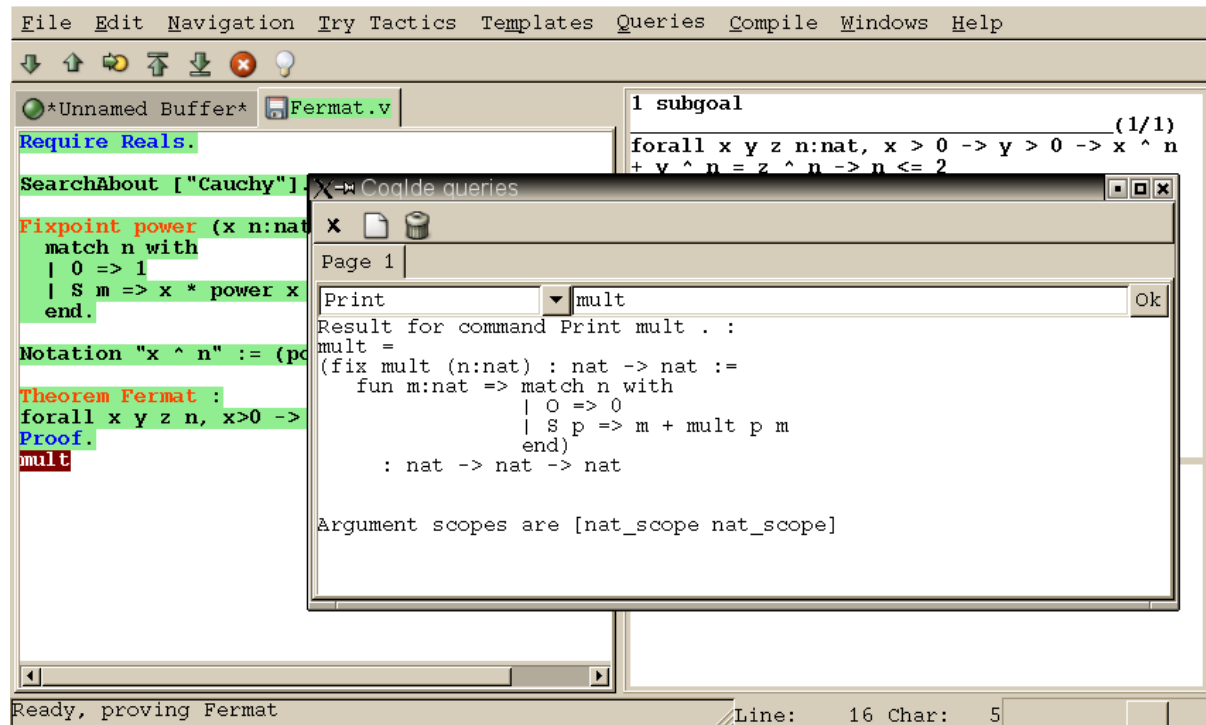 File Edit Navigation Try Tactics Templates Queries Compile Windows Help
*Unnamed Buffer* Fermat.v
Require Reals.
SearchAbout ["Cauchy"].
Fixpoint power (x n:nat
match n with
| O => 1
| S m => x * power x
end.
Notation "x ^ n" := (po
Theorem Fermat :
forall x y z n, x>0 ->
Proof.
mult
1 subgoal
(1/1)
forall x y z n:nat, x > 0 -> y > 0 -> x ^ n
+ y ^ n = z ^ n -> n <= 2
CoqIde queries
Page 1
Print mult Ok
Result for command Print mult . :
mult =
(fix mult (n:nat) : nat -> nat :=
fun m:nat => match n with
| O => 0
| S p => m + mult p m
end)
: nat -> nat -> nat
Argument scopes are [nat_scope nat_scope]
Ready, proving Fermat
Line: 16 Char: 5